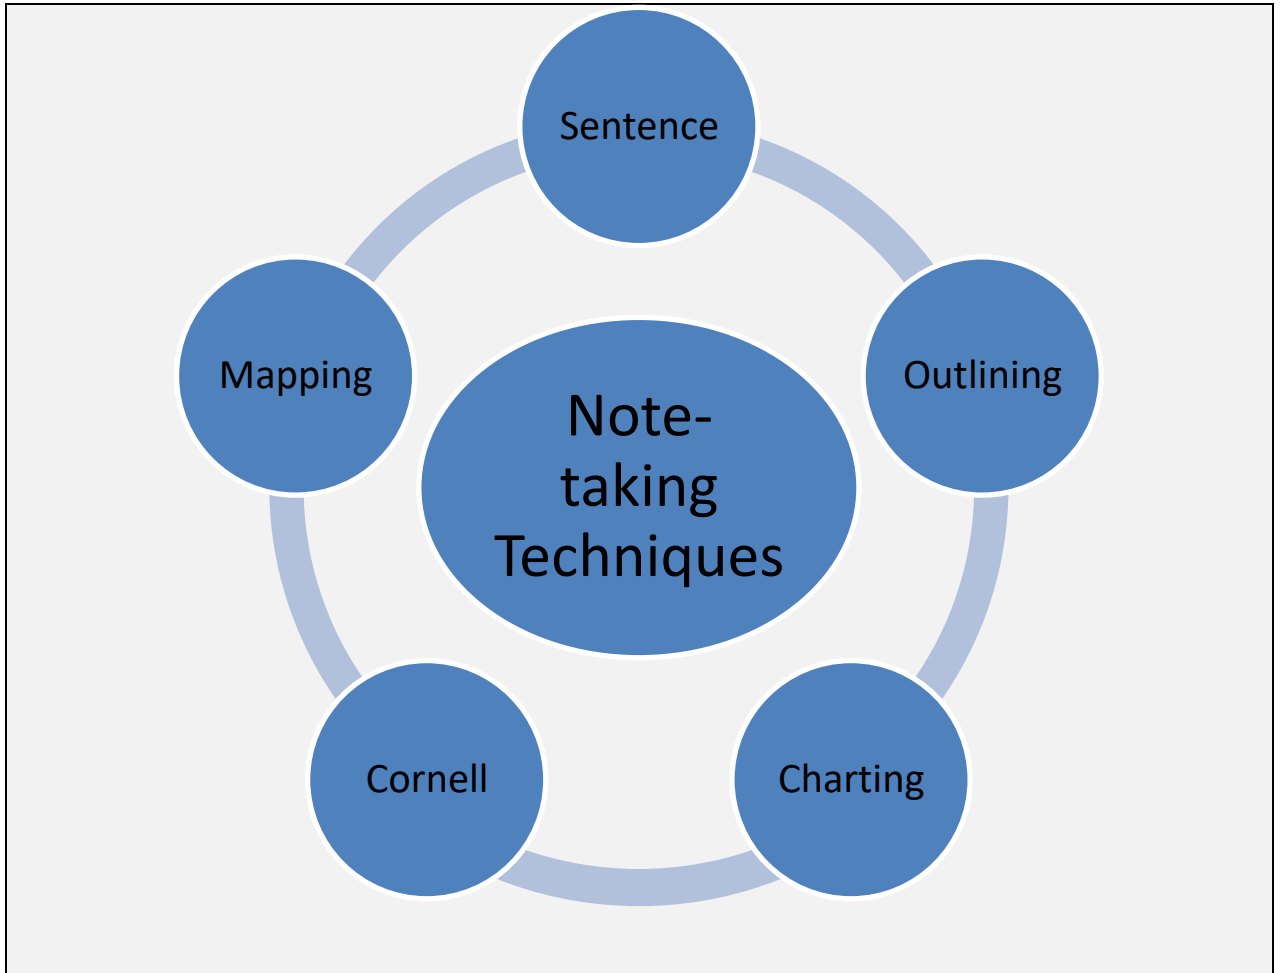 Sentence
Mapping
Outlining
Note-
taking
Techniques
Cornell
Charting